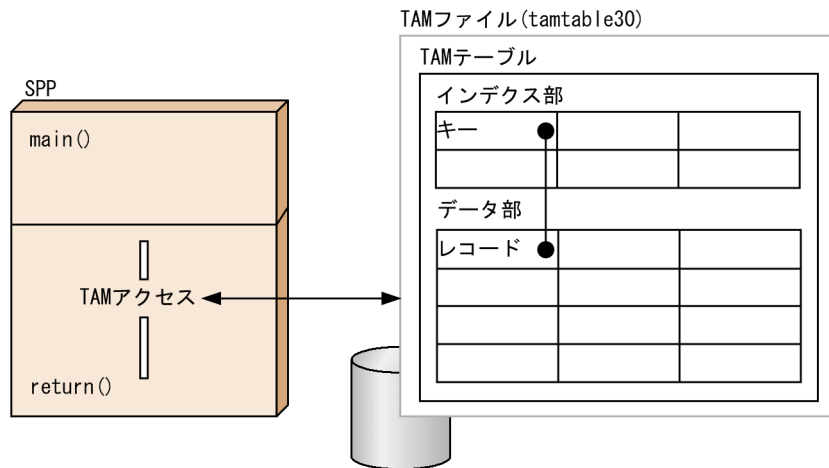 TAMファイル(tamtable30)
TAMテーブル
SPP
インデクス部
main()
キー
データ部
レコード
TAMアクセス
return()